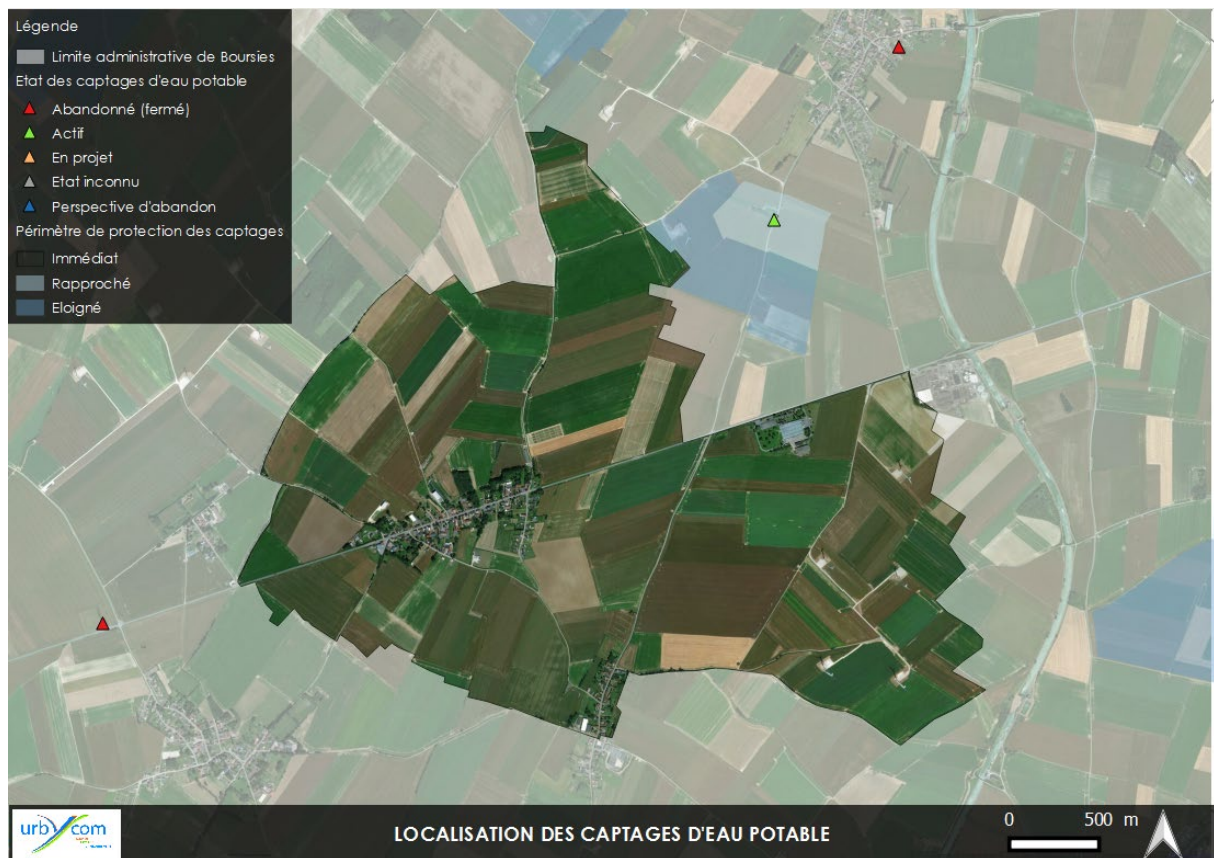 Légende
Limite administrative de Boursies
Etat des captages d'eau potable
Abandonné (fermé)
Actif
En projet
Etat inconnu
Perspective d'abandon
Périmètre de protection des captages
Immédiat
Rapproché
Eloigné
urbycom
LOCALISATION DES CAPTAGES D'EAU POTABLE
0 500 m